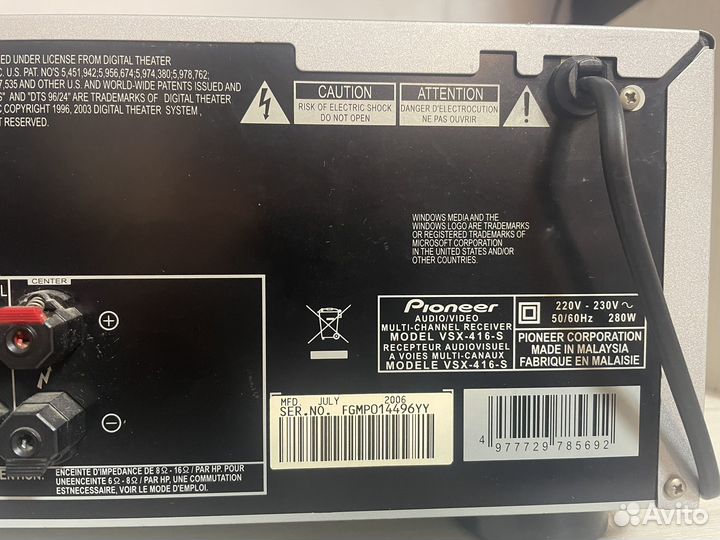 ED UNDER LICENSE FROM DIGITAL THEATER
C. U.S. PAT. NO'S 5,451,942;5,956,674;5,974,380;5,978,762;
7,535 AND OTHER U.S. AND WORLD-WIDE PATENTS ISSUED AND
S" AND "DTS 96/24" ARE TRADEMARKS OF DIGITAL THEATER
C COPYRIGHT 1996, 2003 DIGITAL THEATER SYSTEM ,
T RESERVED.
CAUTION
RISK OF ELECTRIC SHOCK
DO NOT OPEN
ATTENTION
DANGER D'ELECTROCUTION
NE PAS OUVRIR
WINDOWS MEDIA AND THE
WINDOWS LOGO ARE TRADEMARKS
OR REGISTERED TRADEMARKS OF
MICROSOFT CORPORATION
IN THE UNITED STATES AND/OR
OTHER COUNTRIES.
L
CENTER
Pioneer
AUDIO/VIDEO
MULTI-CHANNEL RECEIVER
MODEL VSX-416-S
RECEPTEUR AUDIOVISUEL
A VOIES MULTI-CANAUX
MODELE VSX-416-S
220V - 230V ~
50/60Hz 280W
PIONEER CORPORATION
MADE IN MALAYSIA
FABRIQUE EN MALAISIE
MFD. JULY 2006
SER.NO. FGMP014496YY
4 977729 785692
TENTION:
ENCEINTE D'IMPEDANCE DE 8Ω - 16Ω / PAR HP. POUR
UNEENCEINTE 6Ω - 8Ω / PAR HP, UNE COMMUTATION
ESTNECESSAIRE, VOIR LE MODE D'EMPLOI.
Avito